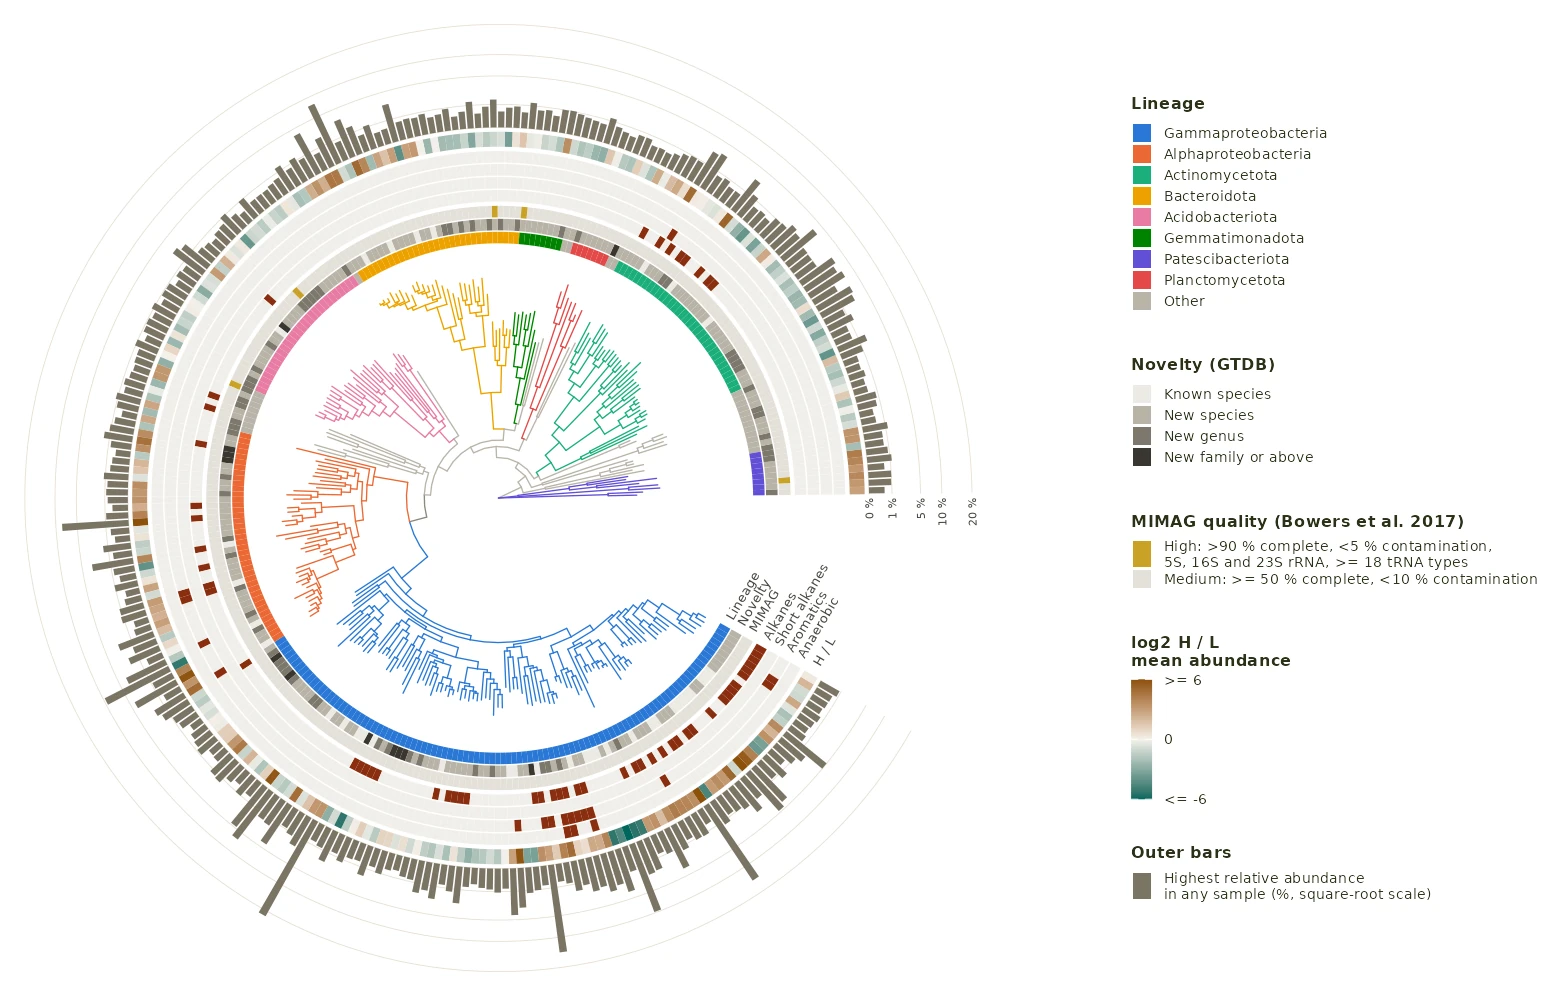 Lineage
Gammaproteobacteria
Alphaproteobacteria
Actinomycetota
Bacteroidota
Acidobacteriota
Gemmatimonadota
Patescibacteriota
Planctomycetota
Other
Novelty (GTDB)
Known species
New species
New genus
New family or above
MIMAG quality (Bowers et al. 2017)
High: >90 % complete, <5 % contamination,
5S, 16S and 23S rRNA, >= 18 tRNA types
Medium: >= 50 % complete, <10 % contamination
log2 H / L
mean abundance
>= 6
0
<= -6
Outer bars
Highest relative abundance
in any sample (%, square-root scale)
0 %
1 %
5 %
10 %
20 %
Lineage
Novelty
MIMAG
Alkanes
Short alkanes
Aromatics
Anaerobic
H / L